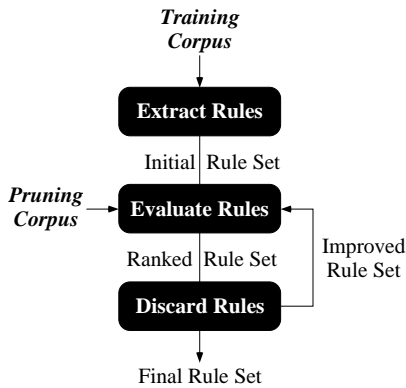 Training
Corpus
Extract Rules
Initial Rule Set
Pruning
Corpus
Evaluate Rules
Ranked Rule Set
Improved
Rule Set
Discard Rules
Final Rule Set